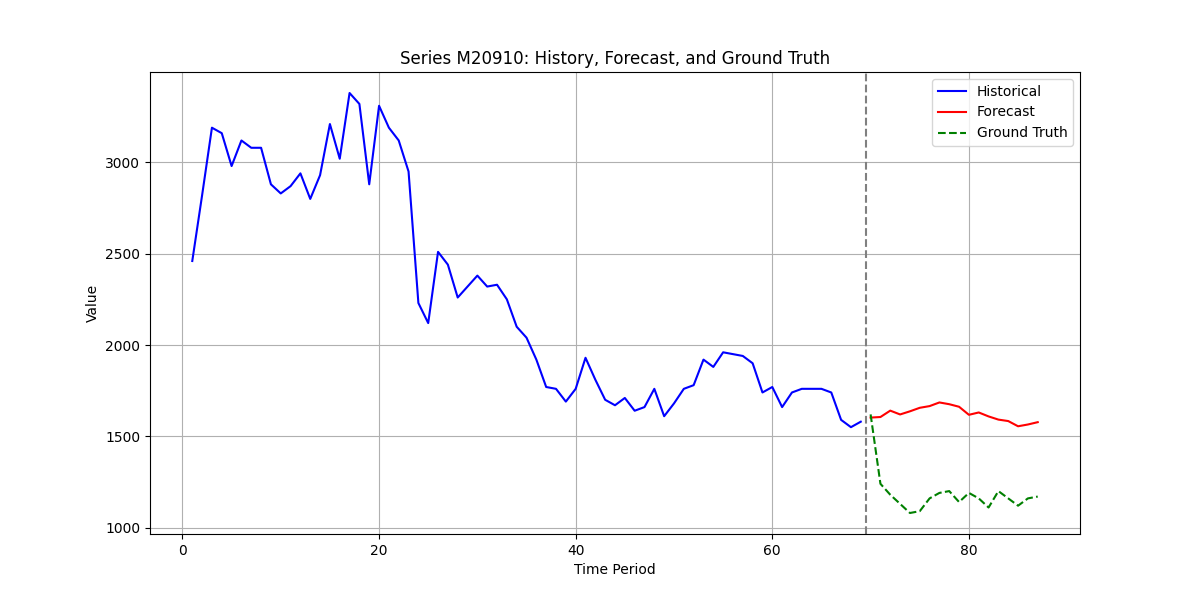 Series M20910: History, Forecast, and Ground Truth
Historical
Forecast
Ground Truth
Value
3000
2500
2000
1500
1000
0
20
40
60
80
Time Period